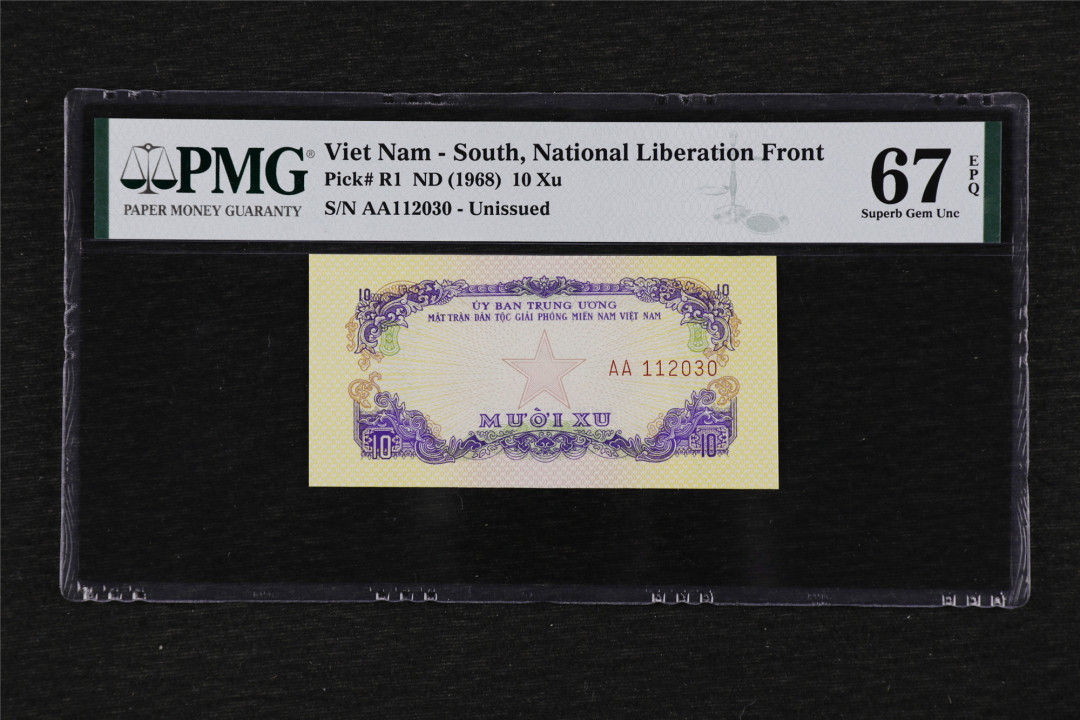 PMG®
PAPER MONEY GUARANTY
Viet Nam - South, National Liberation Front
Pick# R1 ND (1968) 10 Xu
S/N AA112030 - Unissued
67
EPQ
Superb Gem Unc
10
10
ỦY BAN TRUNG ƯƠNG
MẶT TRẬN DÂN TỘC GIẢI PHÓNG MIỀN NAM VIỆT NAM
AA 112030
MƯỜI XU
10
10